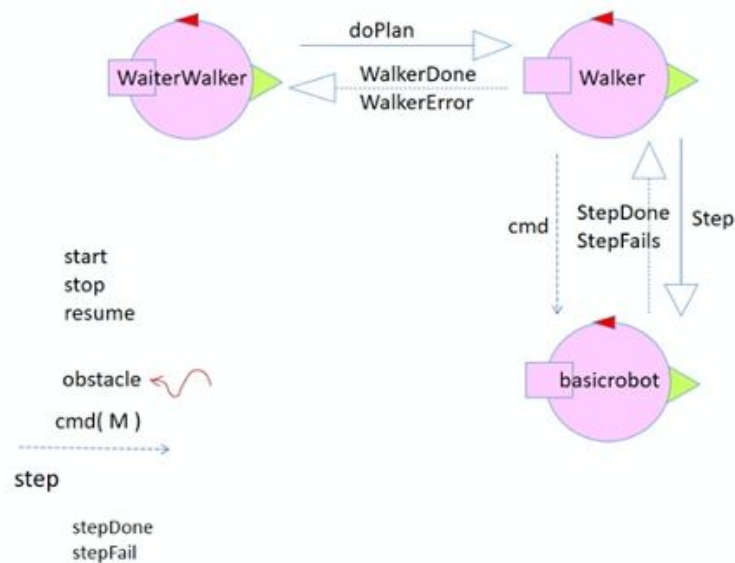 doPlan
WaiterWalker
WalkerDone
WalkerError
Walker
cmd
StepDone
StepFails
Step
start
stop
resume
obstacle
basicrobot
cmd( M )
step
stepDone
stepFail